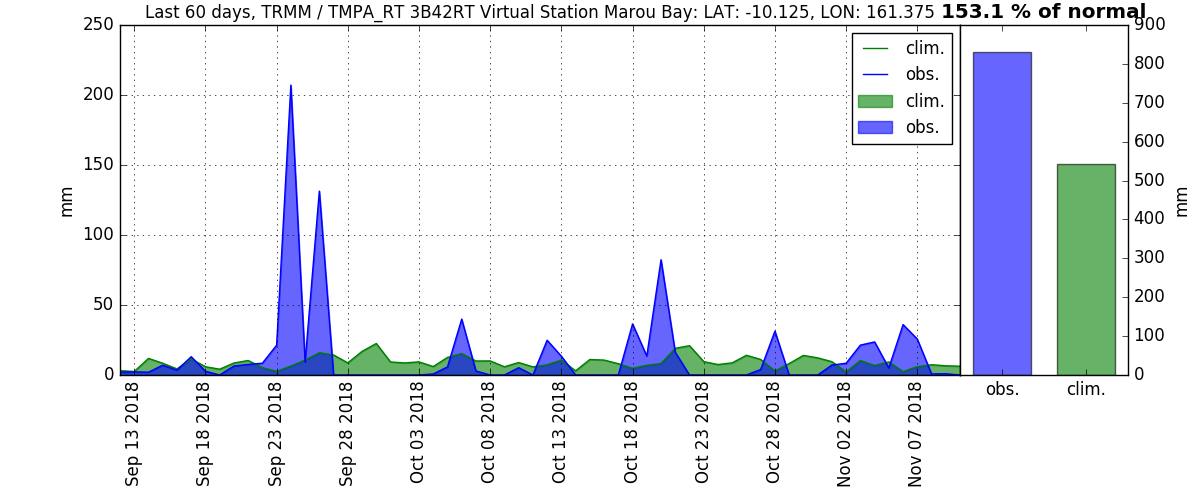 Last 60 days, TRMM / TMPA_RT 3B42RT Virtual Station Marou Bay: LAT: -10.125, LON: 161.375 153.1 % of normal
250
200
150
100
50
0
mm
clim.
obs.
clim.
obs.
900
800
700
600
500
400
300
200
100
0
mm
obs.
clim.
Sep 13 2018
Sep 18 2018
Sep 23 2018
Sep 28 2018
Oct 03 2018
Oct 08 2018
Oct 13 2018
Oct 18 2018
Oct 23 2018
Oct 28 2018
Nov 02 2018
Nov 07 2018